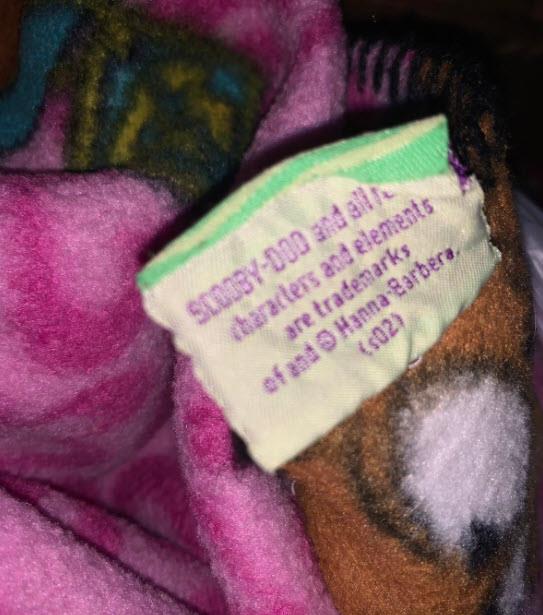 SCOOBY-DOO and all
characters and elements
are trademarks
of and © Hanna-Barbera.
(s02)